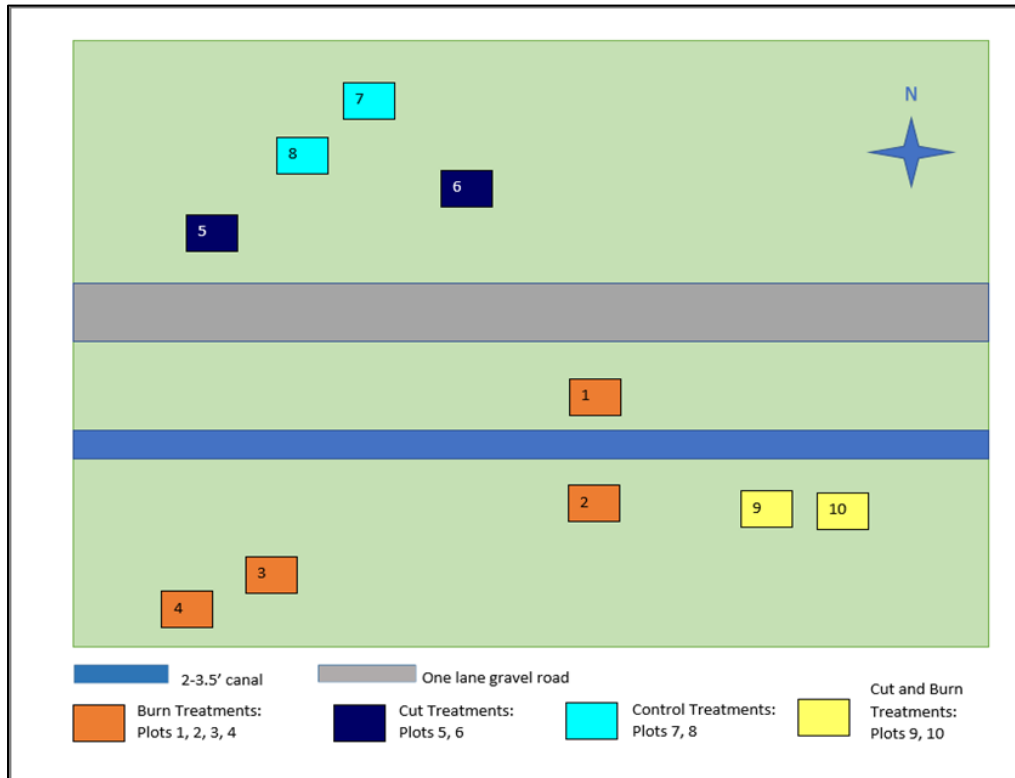 7
N
8
6
5
1
2
9
10
3
4
2-3.5’ canal
One lane gravel road
Burn Treatments:
Plots 1, 2, 3, 4
Cut Treatments:
Plots 5, 6
Control Treatments:
Plots 7, 8
Cut and Burn
Treatments:
Plots 9, 10